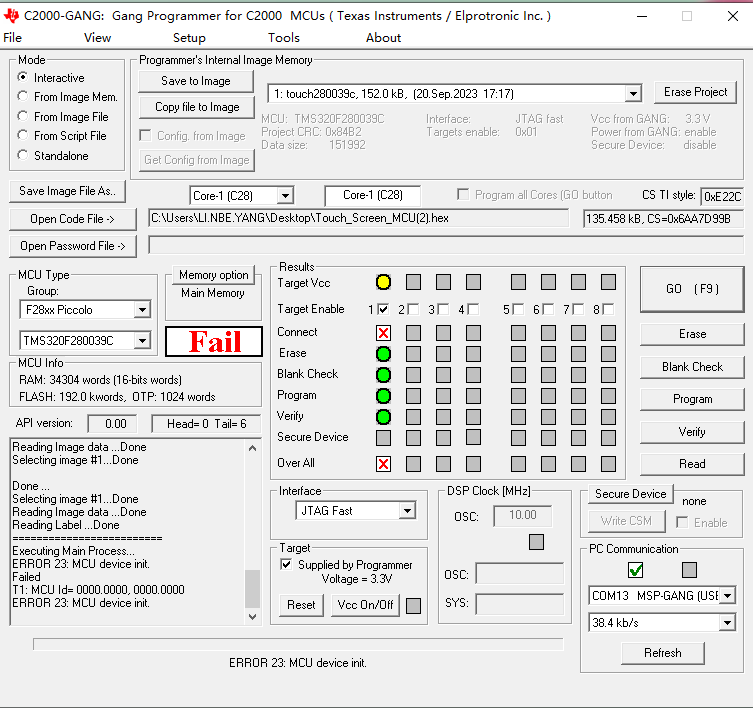 C2000-GANG: Gang Programmer for C2000 MCUs ( Texas Instruments / Elprotronic Inc. )
File View Setup Tools About
Mode
Interactive
From Image Mem.
From Image File
From Script File
Standalone
Programmer's Internal Image Memory
Save to Image
Copy file to Image
Config. from Image
Get Config from Image
1: touch280039c, 152.0 kB, (20.Sep.2023 17:17)
Erase Project
MCU: TMS320F280039C Interface: JTAG fast Vcc from GANG: 3.3 V
Project CRC: 0x84B2 Targets enable: 0x01 Power from GANG: enable
Data size: 151992 Secure Device: disable
Save Image File As..
Core-1 (C28)
Core-1 (C28)
Program all Cores (GO button
CS TI style: 0xE22C
Open Code File ->
C:\Users\LI.NBE.YANG\Desktop\Touch_Screen_MCU(2).hex
135.458 kB, CS=0x6AA7D99B
Open Password File ->
MCU Type
Group:
F28xx Piccolo
TMS320F280039C
Memory option
Main Memory
Fail
MCU Info
RAM: 34304 words (16-bits words)
FLASH: 192.0 kwords, OTP: 1024 words
API version: 0.00 Head= 0 Tail= 6
Reading Image data ...Done
Selecting image #1...Done
Done ...
Selecting image #1...Done
Reading Image data ...Done
Reading Label ...Done
=========================
Executing Main Process...
ERROR 23: MCU device init.
Failed
T1: MCU Id= 0000.0000, 0000.0000
ERROR 23: MCU device init.
Results
Target Vcc
Target Enable 1 2 3 4 5 6 7 8
Connect
Erase
Blank Check
Program
Verify
Secure Device
Over All
GO (F9)
Erase
Blank Check
Program
Verify
Read
Interface
JTAG Fast
Target
Supplied by Programmer
Voltage = 3.3V
Reset
Vcc On/Off
DSP Clock [MHz]
OSC: 10.00
OSC:
SYS:
Secure Device
none
Write CSM
Enable
PC Communication
COM13 MSP-GANG (USE
38.4 kb/s
Refresh
ERROR 23: MCU device init.